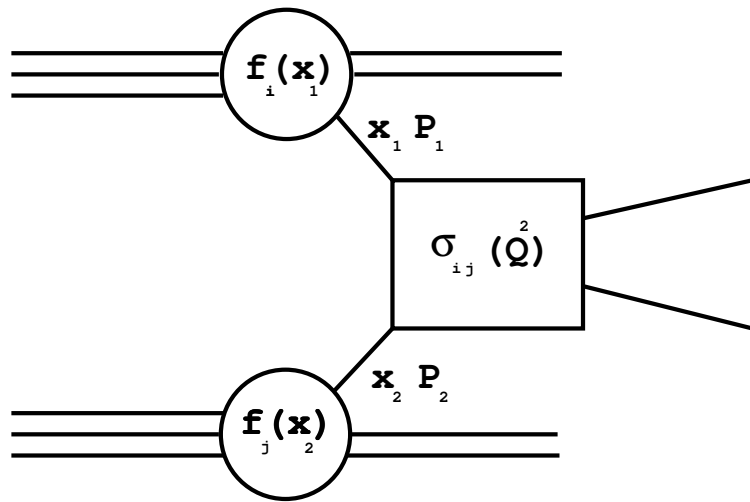 f_i(x_1)
x_1 P_1
σ_ij (Q^2)
x_2 P_2
f_j(x_2)